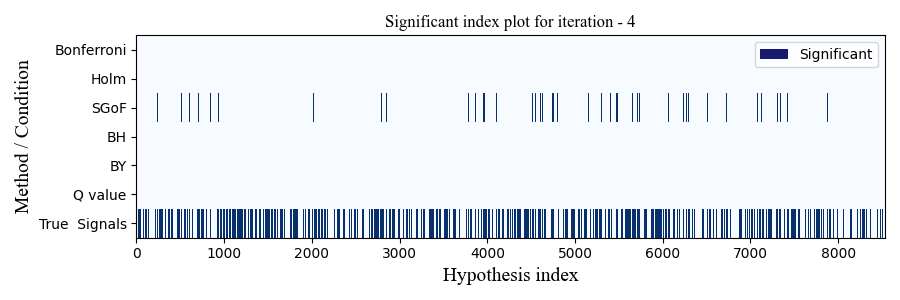 Significant index plot for iteration - 4
Significant
Method / Condition
Bonferroni
Holm
SGoF
BH
BY
Q value
True  Signals
0 1000 2000 3000 4000 5000 6000 7000 8000
Hypothesis index